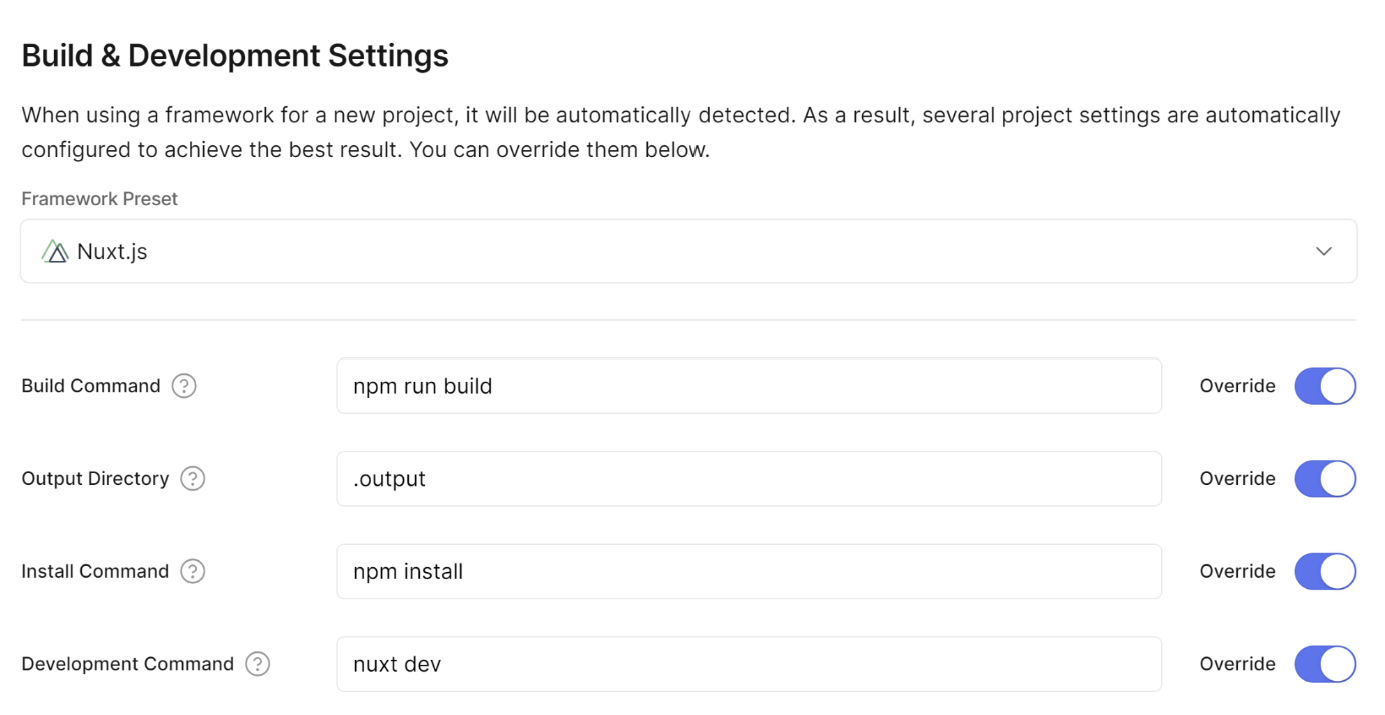 Build & Development Settings
When using a framework for a new project, it will be automatically detected. As a result, several project settings are automatically
configured to achieve the best result. You can override them below.
Framework Preset
Nuxt.js
Build Command ? npm run build Override
Output Directory ? .output Override
Install Command ? npm install Override
Development Command ? nuxt dev Override